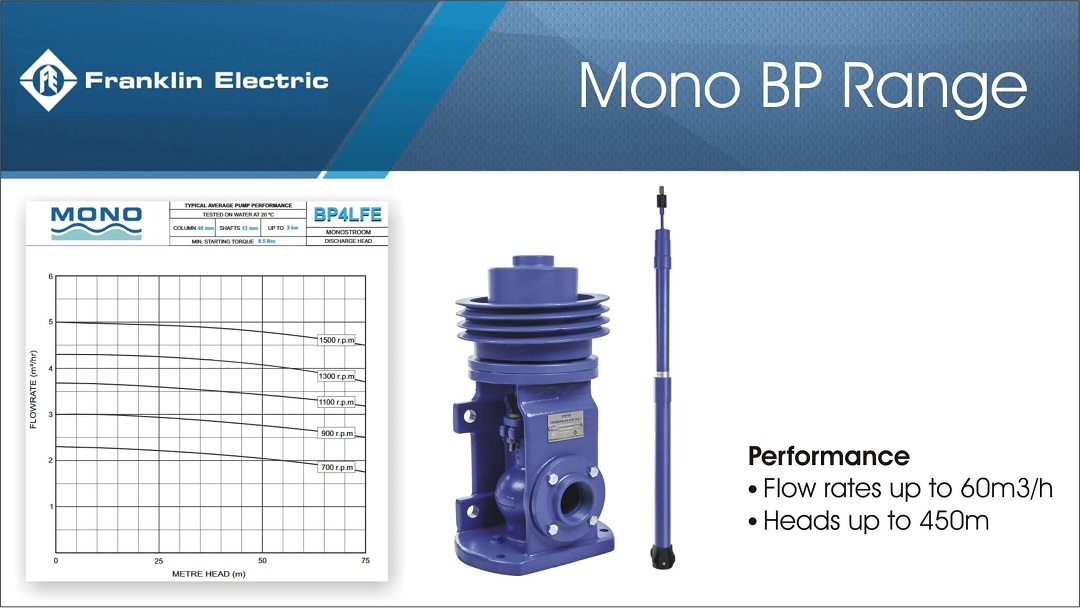 Franklin Electric
Mono BP Range
MONO
TYPICAL AVERAGE PUMP PERFORMANCE
TESTED ON WATER AT 20 ºC
COLUMN 40 mm SHAFTS 13 mm UP TO 3 bar
MIN. STARTING TORQUE 8.5 Nm
BP4LFE
MONOSTROOM
DISCHARGE HEAD
FLOWRATE (m³/hr)
6
5
4
3
2
1
1500 r.p.m
1300 r.p.m
1100 r.p.m
900 r.p.m
700 r.p.m
0 25 50 75
METRE HEAD (m)
Performance
• Flow rates up to 60m3/h
• Heads up to 450m